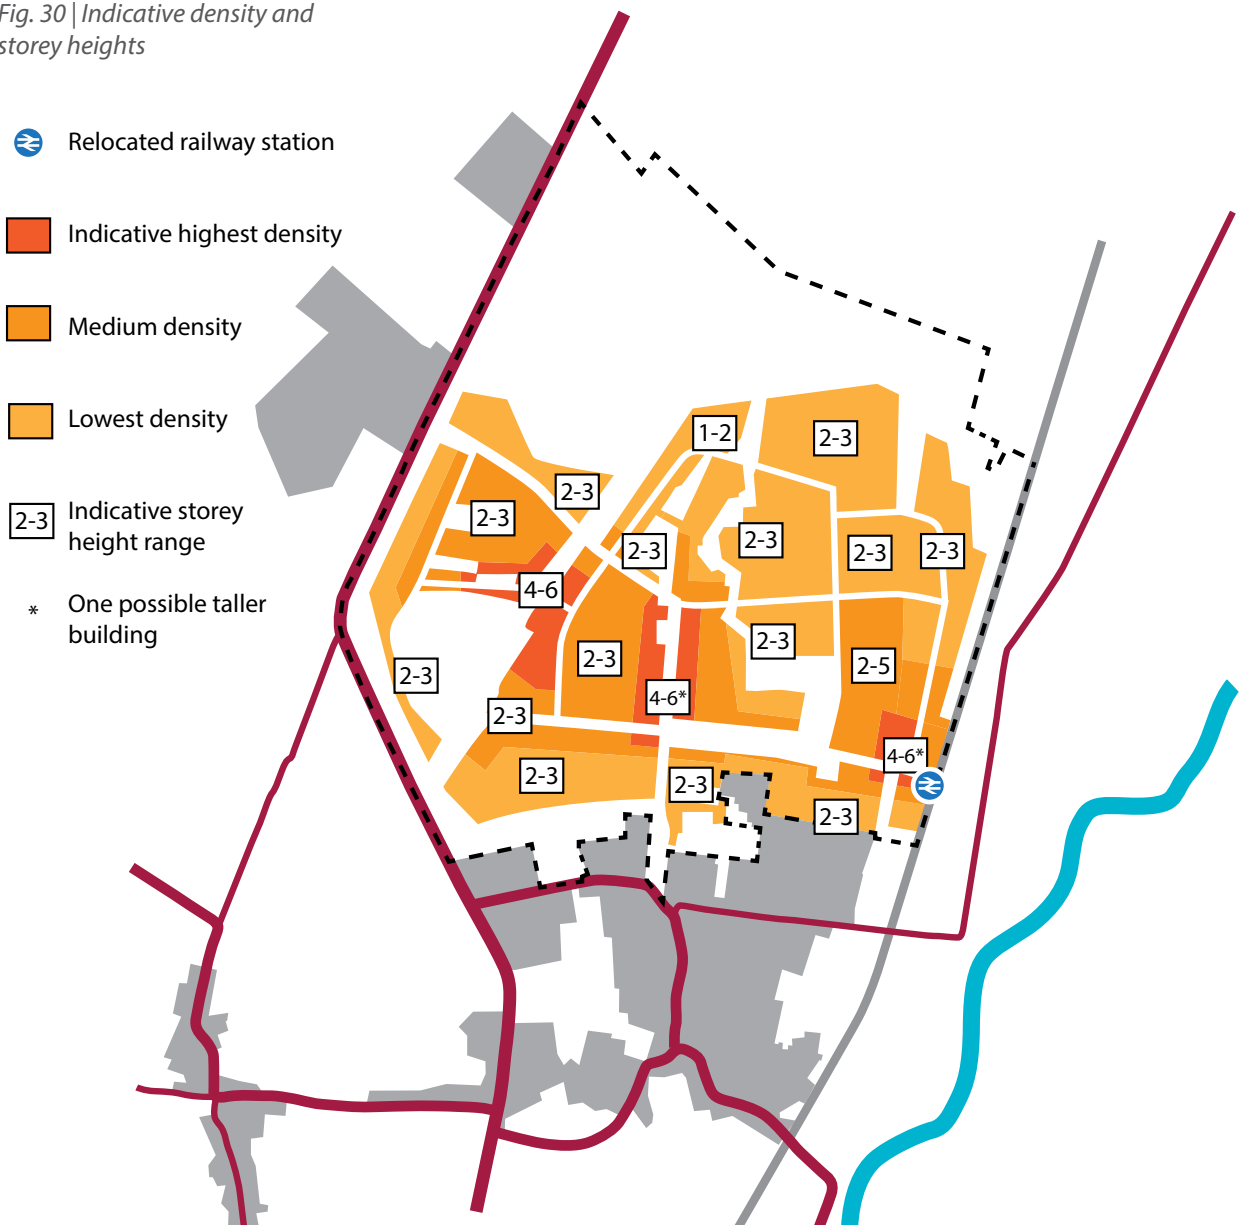 Fig. 30 | Indicative density and
storey heights
Relocated railway station
Indicative highest density
Medium density
Lowest density
2-3
Indicative storey
height range
*
One possible taller
building
1-2
2-3
2-3
2-3
2-3
2-3
2-3
2-3
4-6
2-3
2-3
2-3
2-5
4-6*
2-3
4-6*
2-3
2-3
2-3
2-3